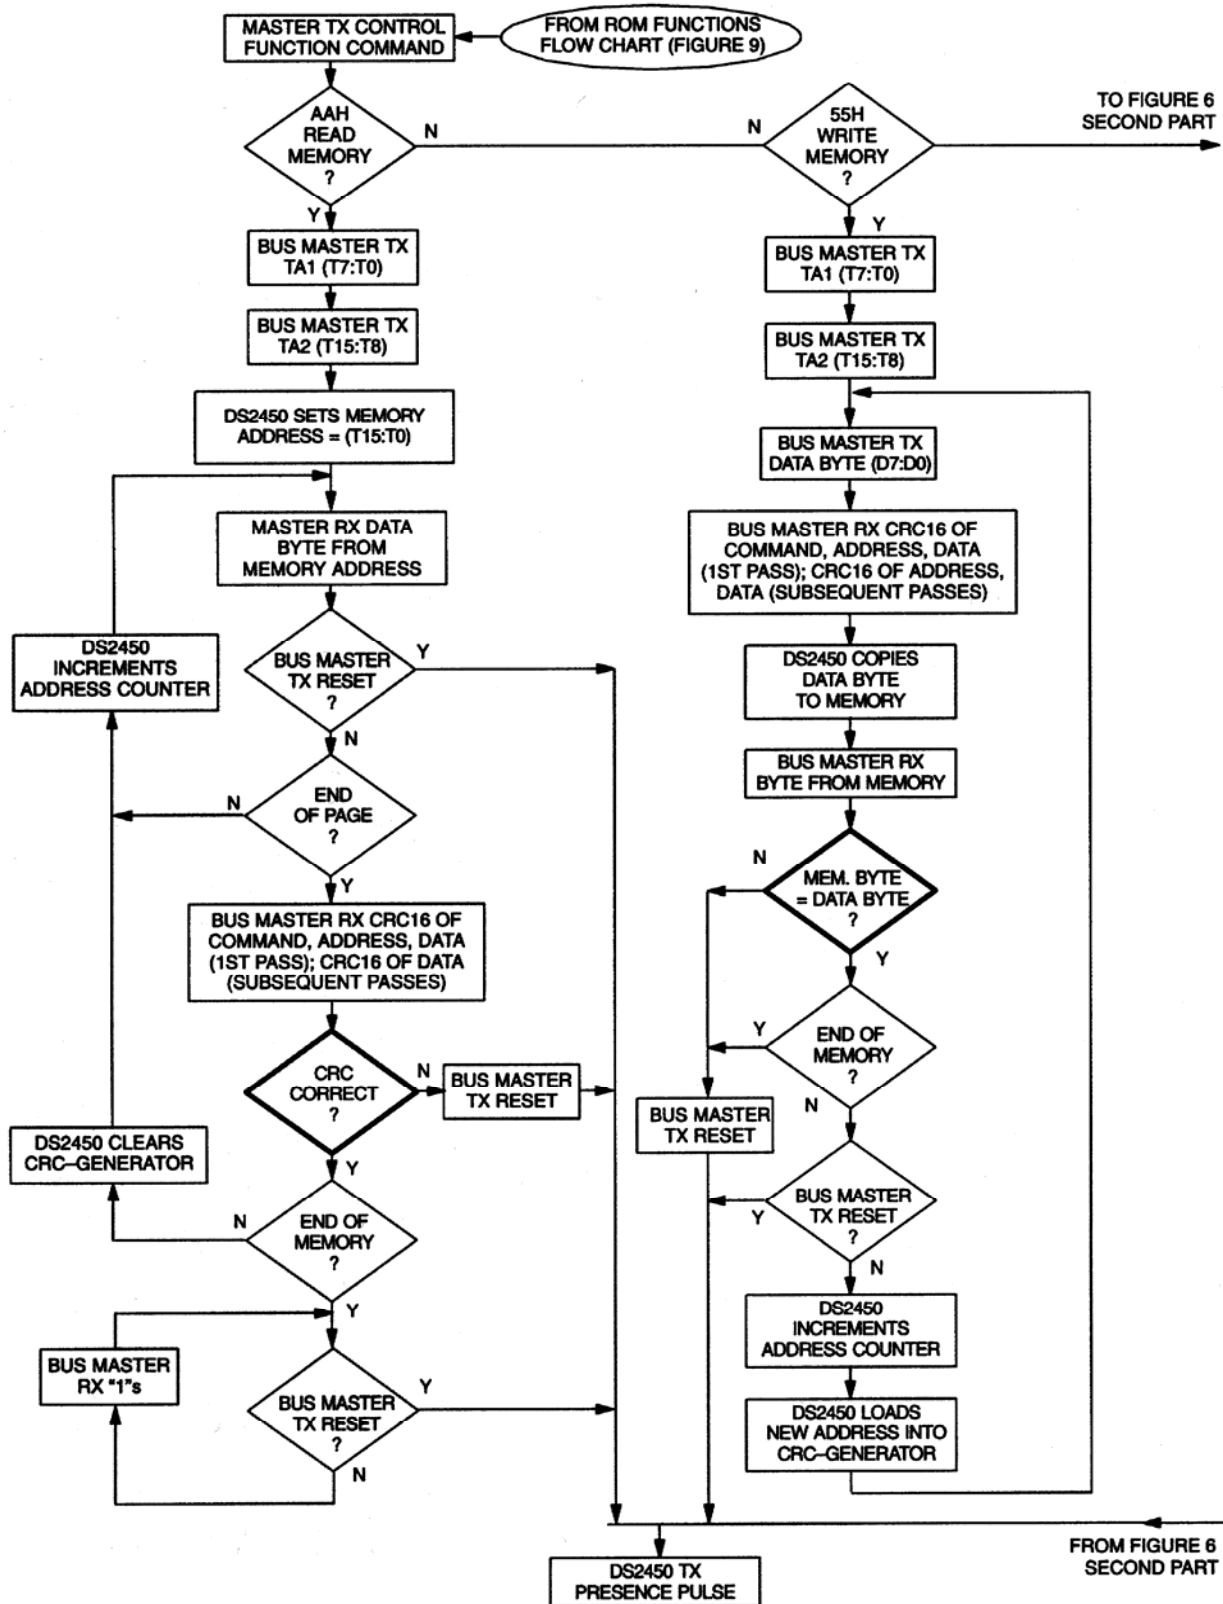 MASTER TX CONTROL
FUNCTION COMMAND
FROM ROM FUNCTIONS
FLOW CHART (FIGURE 9)
AAH
READ
MEMORY
?
N
Y
N
55H
WRITE
MEMORY
?
Y
TO FIGURE 6
SECOND PART
BUS MASTER TX
TA1 (T7:T0)
BUS MASTER TX
TA2 (T15:T8)
DS2450 SETS MEMORY
ADDRESS = (T15:T0)
MASTER RX DATA
BYTE FROM
MEMORY ADDRESS
DS2450
INCREMENTS
ADDRESS COUNTER
BUS MASTER
TX RESET
?
Y
N
END
OF PAGE
?
N
Y
BUS MASTER RX CRC16 OF
COMMAND, ADDRESS, DATA
(1ST PASS); CRC16 OF DATA
(SUBSEQUENT PASSES)
CRC
CORRECT
?
N
Y
BUS MASTER
TX RESET
DS2450 CLEARS
CRC–GENERATOR
END OF
MEMORY
?
N
Y
BUS MASTER
RX "1"s
BUS MASTER
TX RESET
?
Y
N
BUS MASTER TX
TA1 (T7:T0)
BUS MASTER TX
TA2 (T15:T8)
BUS MASTER TX
DATA BYTE (D7:D0)
BUS MASTER RX CRC16 OF
COMMAND, ADDRESS, DATA
(1ST PASS); CRC16 OF ADDRESS,
DATA (SUBSEQUENT PASSES)
DS2450 COPIES
DATA BYTE
TO MEMORY
BUS MASTER RX
BYTE FROM MEMORY
MEM. BYTE
= DATA BYTE
?
N
Y
END OF
MEMORY
?
Y
N
BUS MASTER
TX RESET
BUS MASTER
TX RESET
?
Y
N
DS2450
INCREMENTS
ADDRESS COUNTER
DS2450 LOADS
NEW ADDRESS INTO
CRC–GENERATOR
FROM FIGURE 6
SECOND PART
DS2450 TX
PRESENCE PULSE